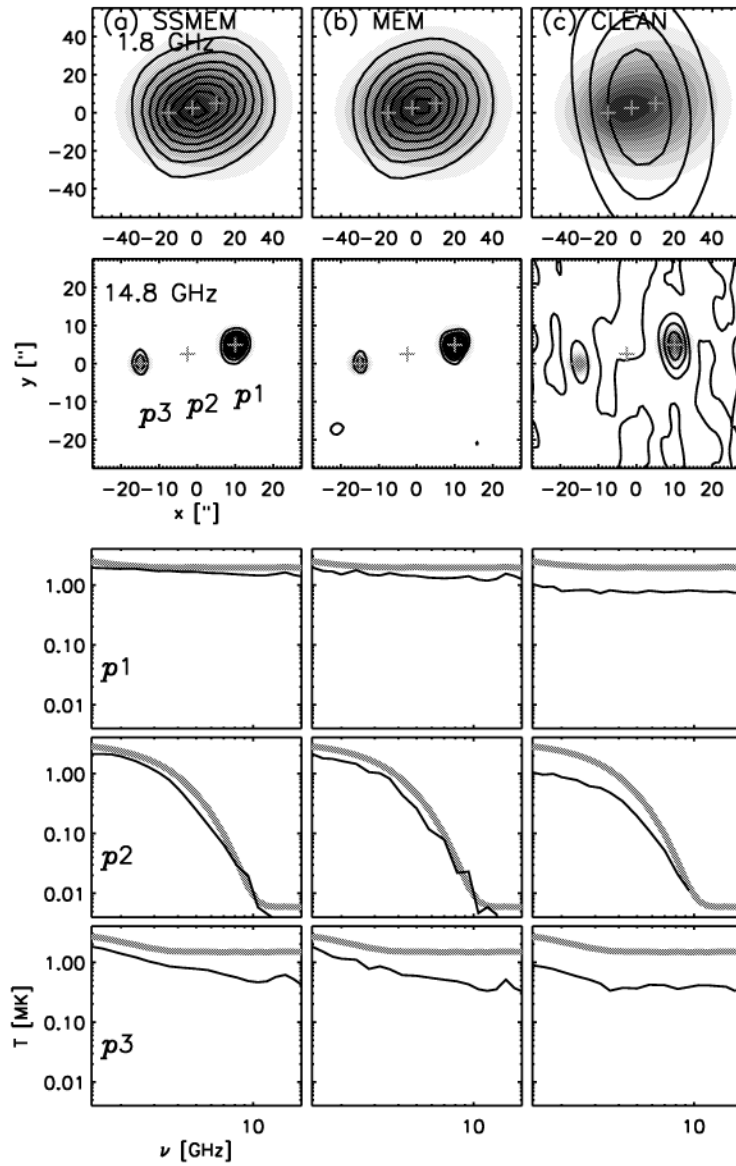 (a) SSMEM (b) MEM (c) CLEAN
1.8 GHz
40
20
0
−20
−40
−40−20 0 20 40 −40−20 0 20 40 −40−20 0 20 40
14.8 GHz
20
10
0
−10
−20
y ["]
p3 p2 p1
−20−10 0 10 20 −20−10 0 10 20 −20−10 0 10 20
x ["]
1.00
0.10
0.01
p1
1.00
0.10
0.01
p2
1.00
0.10
0.01
p3
T [MK]
10 10 10
ν [GHz]